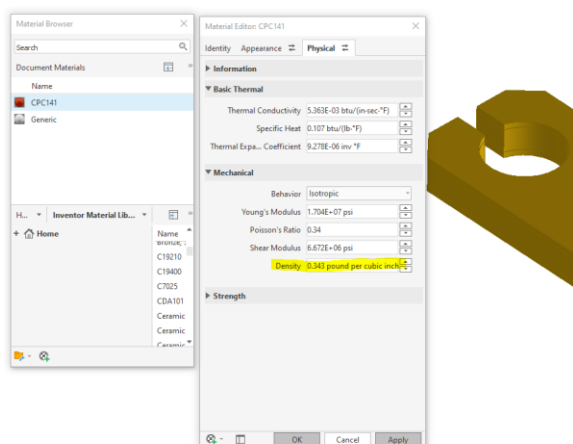 Material Browser
Search
Document Materials
Name
CPC141
Generic
H...
Inventor Material Lib...
Home
Name
C19210
C19400
C7025
CDA101
Ceramic
Ceramic
Ceramic
Material Editor: CPC141
Identity Appearance Physical
Information
Basic Thermal
Thermal Conductivity 5.363E-03 btu/(in-sec-°F)
Specific Heat 0.107 btu/(lb-°F)
Thermal Expa... Coefficient 9.278E-06 inv °F
Mechanical
Behavior Isotropic
Young's Modulus 1.704E+07 psi
Poisson's Ratio 0.34
Shear Modulus 6.672E+06 psi
Density 0.343 pound per cubic inch
Strength
OK Cancel Apply